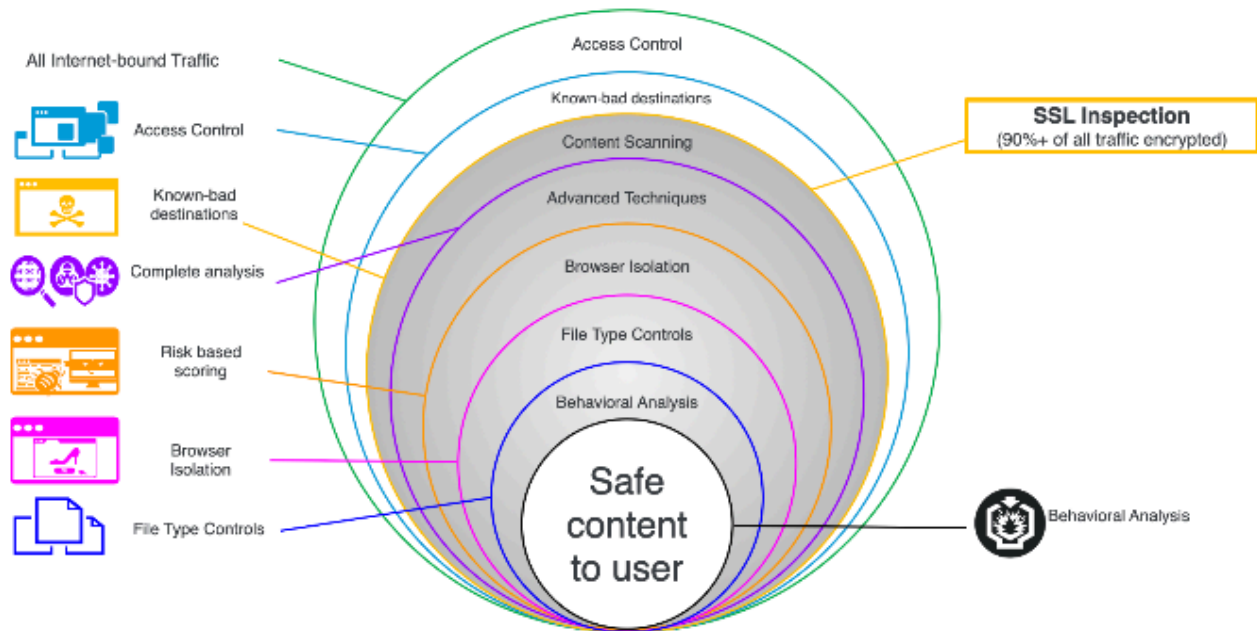 All Internet-bound Traffic
Access Control
Known-bad
destinations
Complete analysis
Risk based
scoring
Browser
Isolation
File Type Controls
Access Control
Known-bad destinations
Content Scanning
Advanced Techniques
Browser Isolation
File Type Controls
Behavioral Analysis
Safe
content
to user
SSL Inspection
(90%+ of all traffic encrypted)
Behavioral Analysis